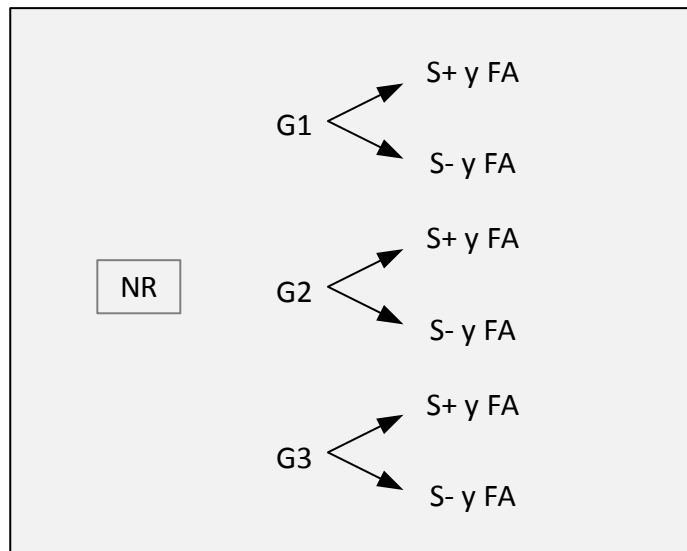 S+ y FA
G1
S- y FA
S+ y FA
NR
G2
S- y FA
S+ y FA
G3
S- y FA